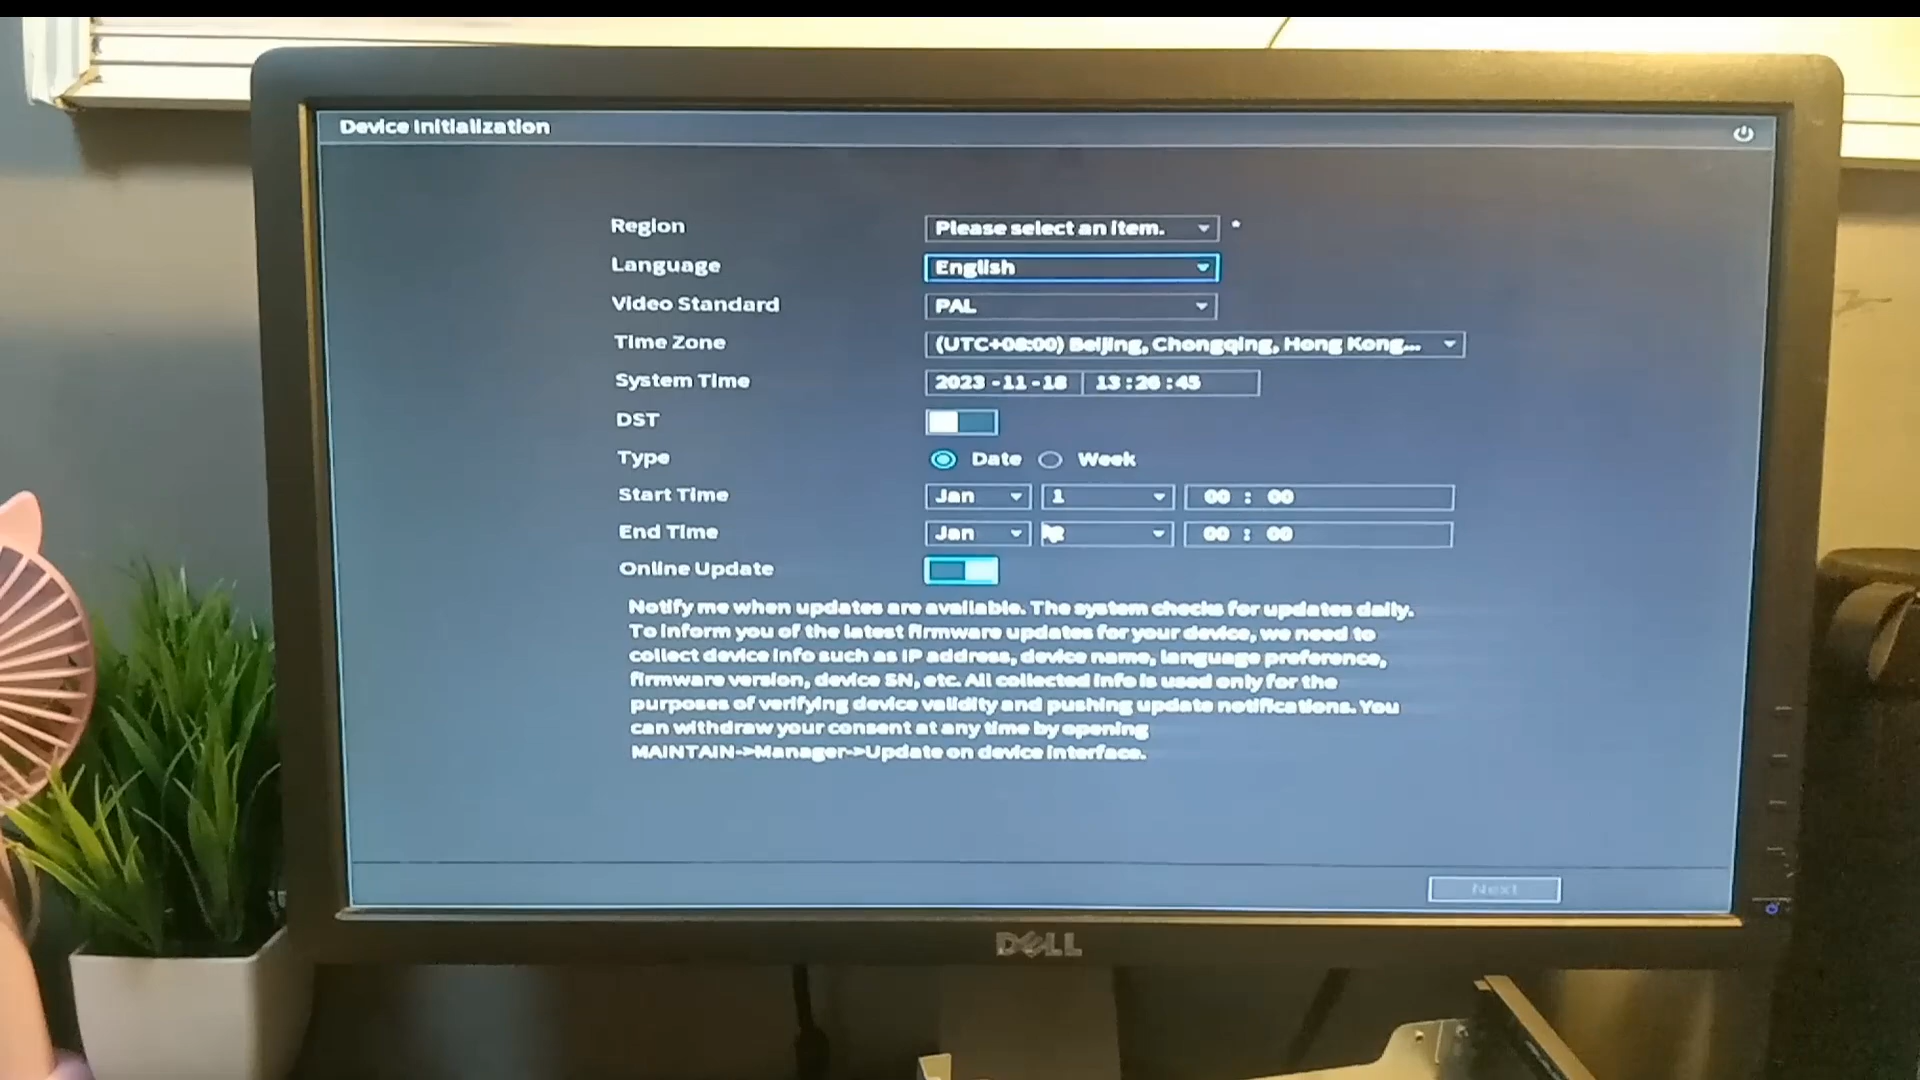 Device Initialization
Region Please select an item. *
Language English
Video Standard PAL
Time Zone (UTC+08:00) Beijing, Chongqing, Hong Kong...
System Time 2023 -11 -18 13 : 26 : 45
DST
Type Date Week
Start Time Jan 1 00 : 00
End Time Jan 2 00 : 00
Online Update
Notify me when updates are available. The system checks for updates daily.
To inform you of the latest firmware updates for your device, we need to
collect device info such as IP address, device name, language preference,
firmware version, device SN, etc. All collected info is used only for the
purposes of verifying device validity and pushing update notifications. You
can withdraw your consent at any time by opening
MAINTAIN->Manager->Update on device interface.
Next
DELL